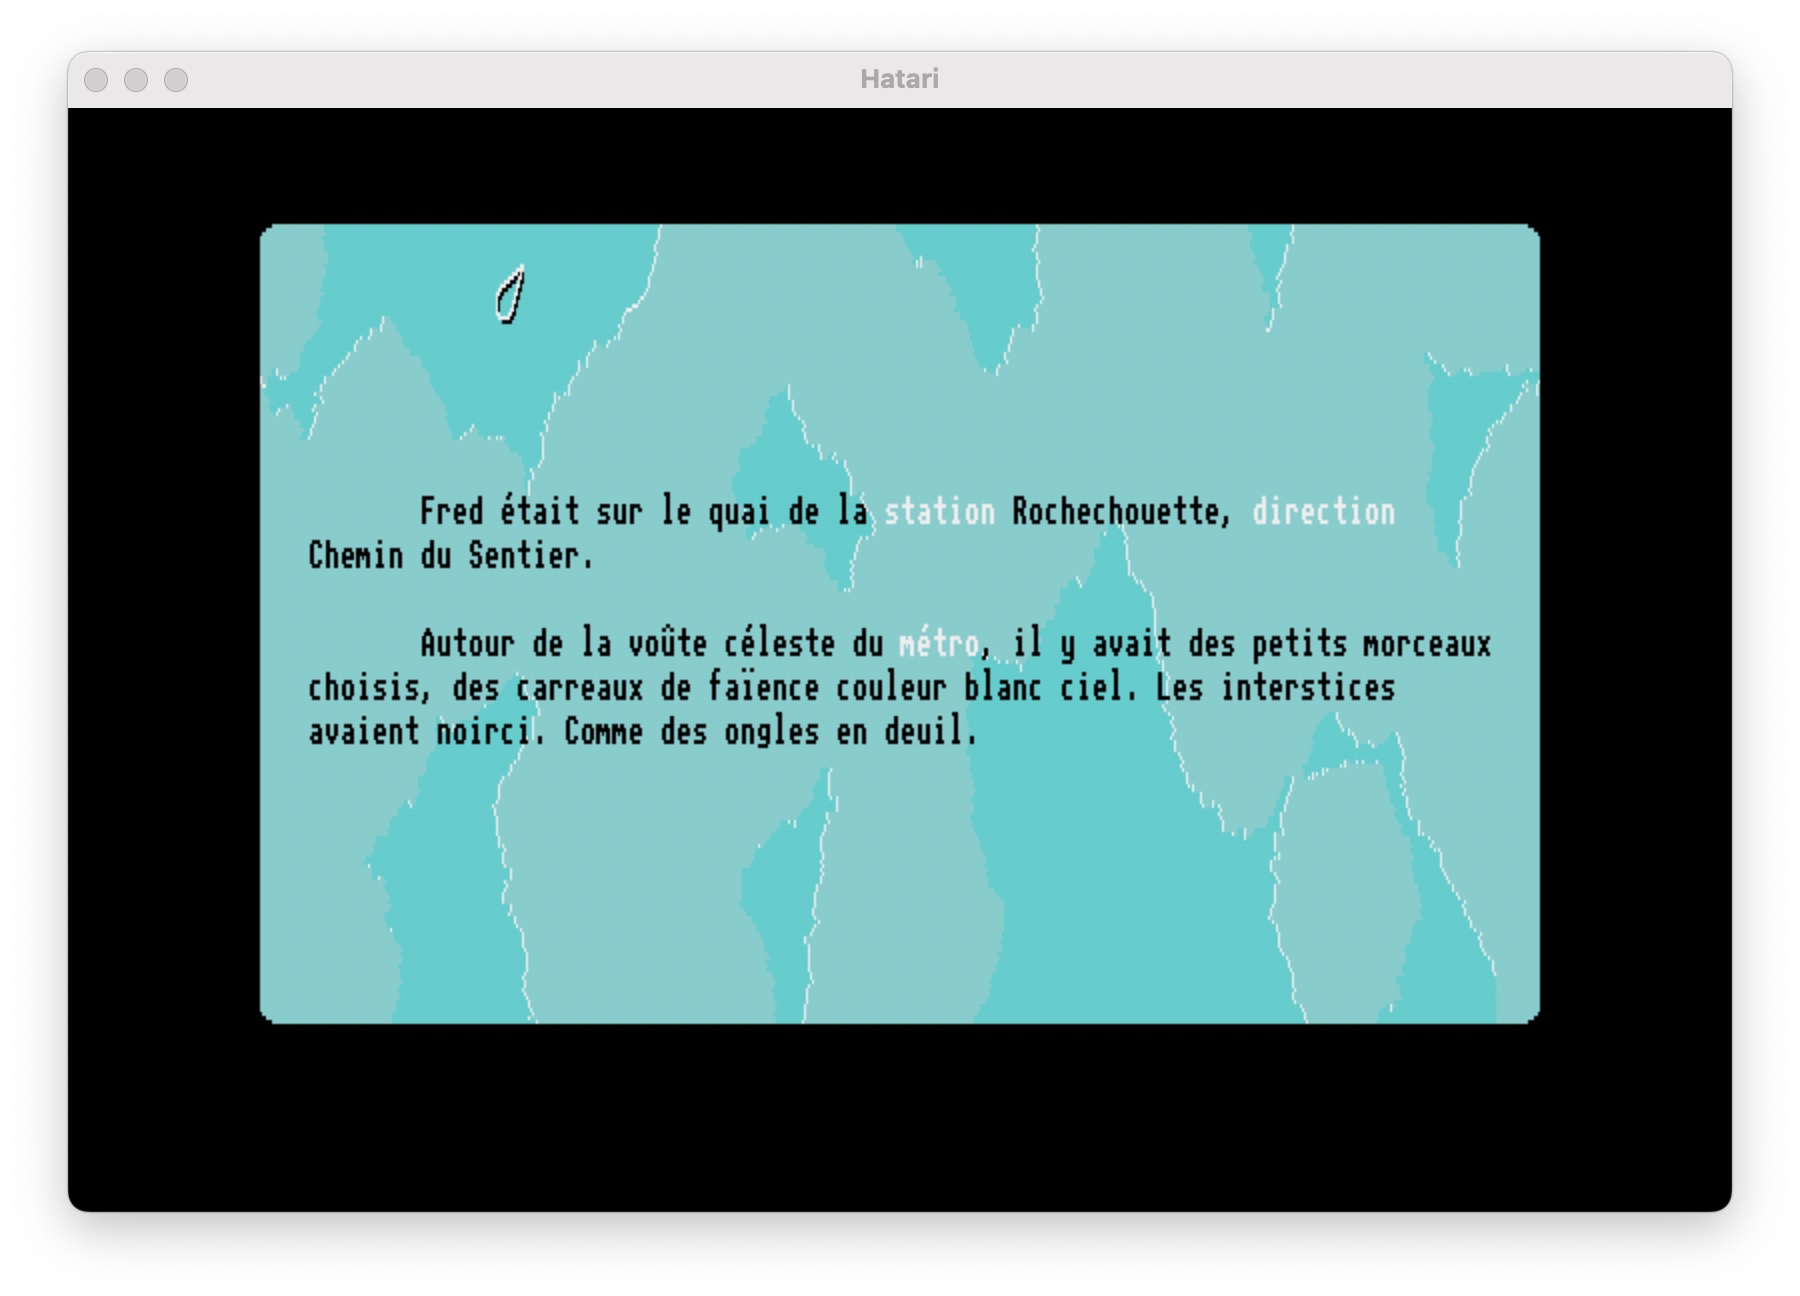 Hatari
Fred était sur le quai de la station Rochechouette, direction
Chemin du Sentier.
Autour de la voûte céleste du métro, il y avait des petits morceaux
choisis, des carreaux de faïence couleur blanc ciel. Les interstices
avaient noirci. Comme des ongles en deuil.